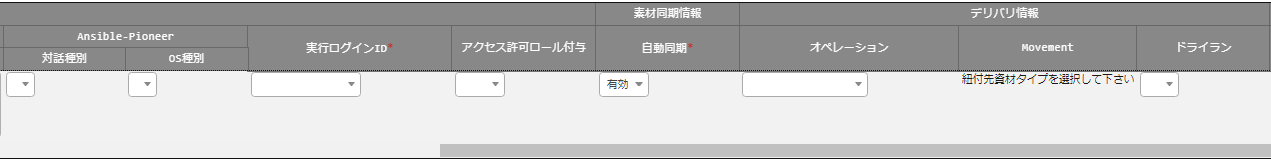 素材同期情報 デリバリ情報
Ansible-Pioneer 実行ログインID* アクセス許可ロール付与 自動同期* オペレーション Movement ドライラン
対話種別 OS種別
有効 紐付先資材タイプを選択して下さい